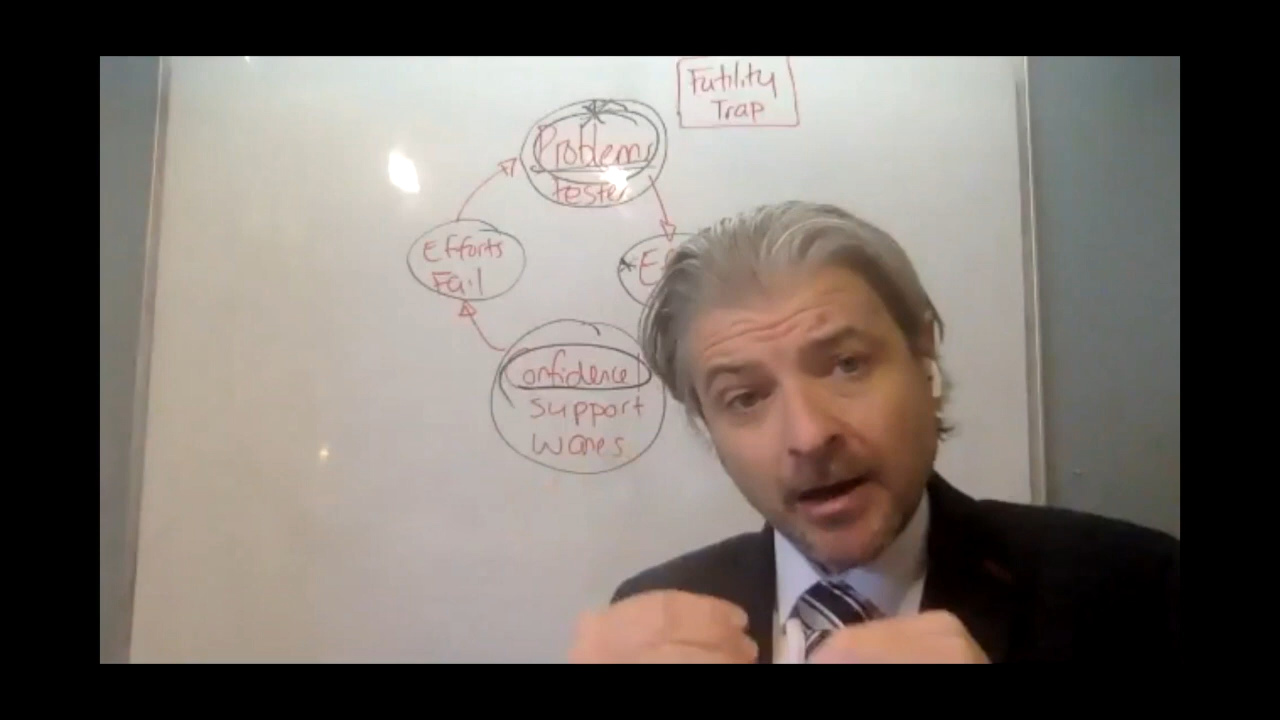 Futility
Trap
Problems
fester
Efforts
Fail
Confidence
support
wanes